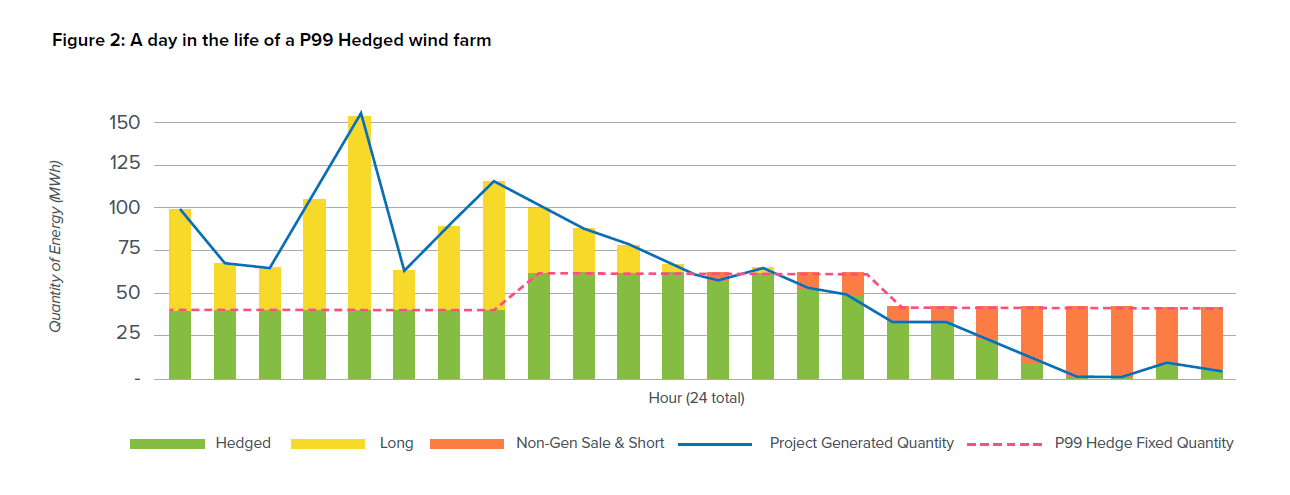 Figure 2: A day in the life of a P99 Hedged wind farm
Quantity of Energy (MWh)
150
125
100
75
50
25
-
Hour (24 total)
Hedged Long Non-Gen Sale & Short Project Generated Quantity P99 Hedge Fixed Quantity